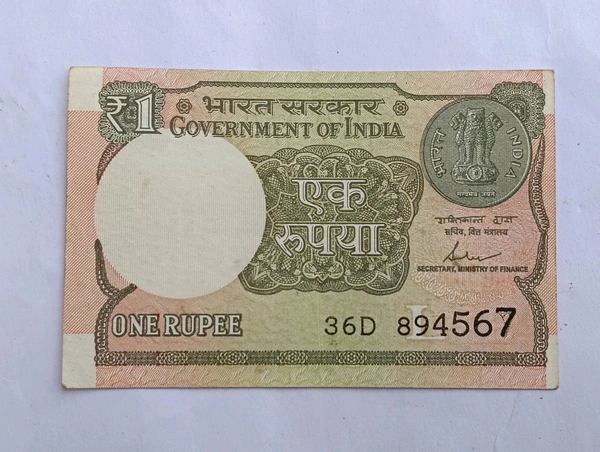 ₹1
भारत सरकार
GOVERNMENT OF INDIA
भारत INDIA
सत्यमेव जयते
एक
रुपया
शक्तिकान्त दास
सचिव, वित्त मंत्रालय
SECRETARY, MINISTRY OF FINANCE
ONE RUPEE
L
36D 894567